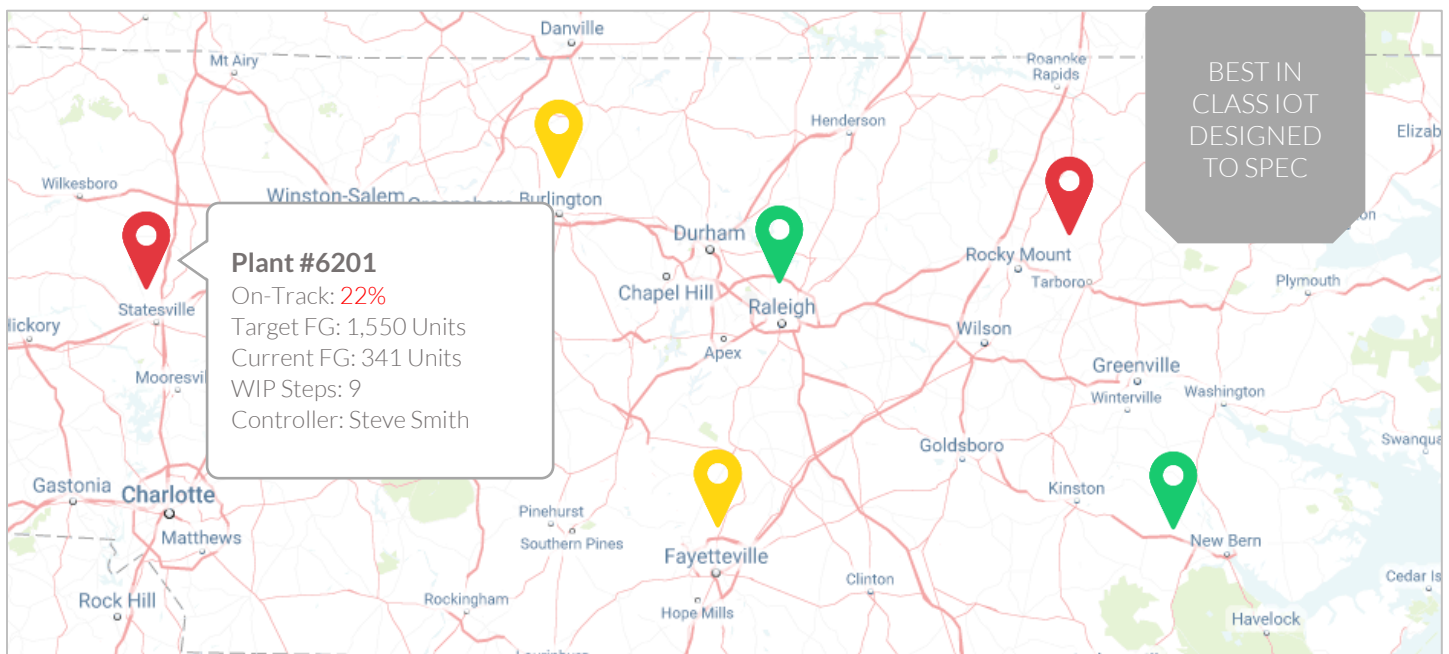 Danville
Mt Airy
Roanoke
Rapids
BEST IN
CLASS IOT
DESIGNED
TO SPEC
Henderson
Elizab
Wilkesboro
Winston-Salem
Burlington
Durham
Rocky Mount
Tarboro
Plymouth
Chapel Hill
Raleigh
Statesville
Hickory
Plant #6201
On-Track: 22%
Target FG: 1,550 Units
Current FG: 341 Units
WIP Steps: 9
Controller: Steve Smith
Wilson
Apex
Greenville
Mooresvil
Winterville
Washington
Goldsboro
Swanqua
Gastonia
Charlotte
Kinston
Pinehurst
Matthews
Southern Pines
Fayetteville
New Bern
Clinton
Cedar Is
Rock Hill
Rockingham
Hope Mills
Havelock